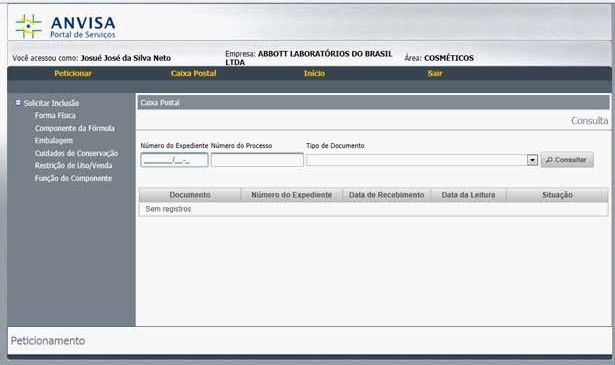 ANVISA
Portal de Serviços
Você acessou como: Josué José da Silva Neto
Empresa: ABBOTT LABORATÓRIOS DO BRASIL LTDA
Área: COSMÉTICOS
Peticionar Caixa Postal Início Sair
Solicitar Inclusão
Forma Física
Componente da Fórmula
Embalagem
Cuidados de Conservação
Restrição de Uso/Venda
Função do Componente
Caixa Postal
Consulta
Número do Expediente Número do Processo Tipo de Documento
_______/__-_
Consultar
Documento Número do Expediente Data de Recebimento Data da Leitura Situação
Sem registros
Peticionamento